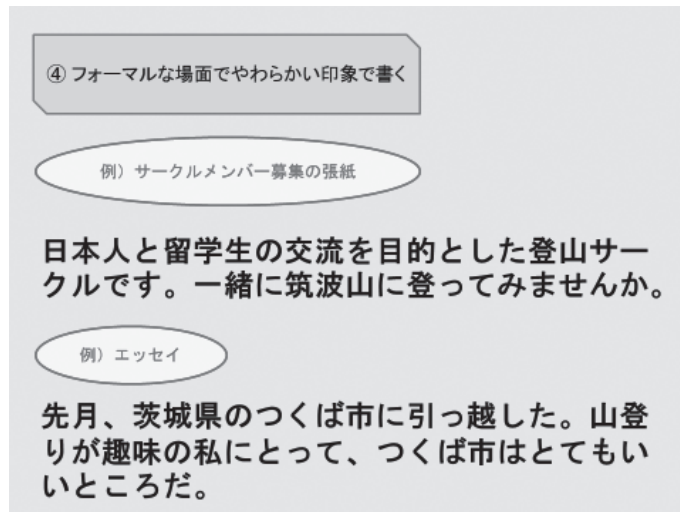 ④ フォーマルな場面でやわらかい印象で書く
例）サークルメンバー募集の張紙
日本人と留学生の交流を目的とした登山サー
クルです。一緒に筑波山に登ってみませんか。
例）エッセイ
先月、茨城県のつくば市に引っ越した。山登
りが趣味の私にとって、つくば市はとてもい
いところだ。